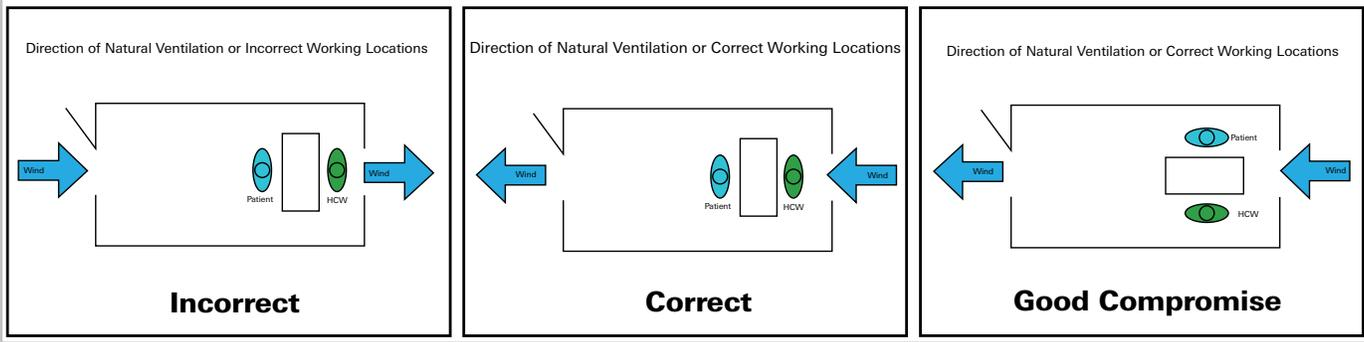 Direction of Natural Ventilation or Incorrect Working Locations
Wind
Patient
HCW
Wind
Incorrect
Direction of Natural Ventilation or Correct Working Locations
Wind
Patient
HCW
Wind
Correct
Direction of Natural Ventilation or Correct Working Locations
Wind
Patient
HCW
Wind
Good Compromise